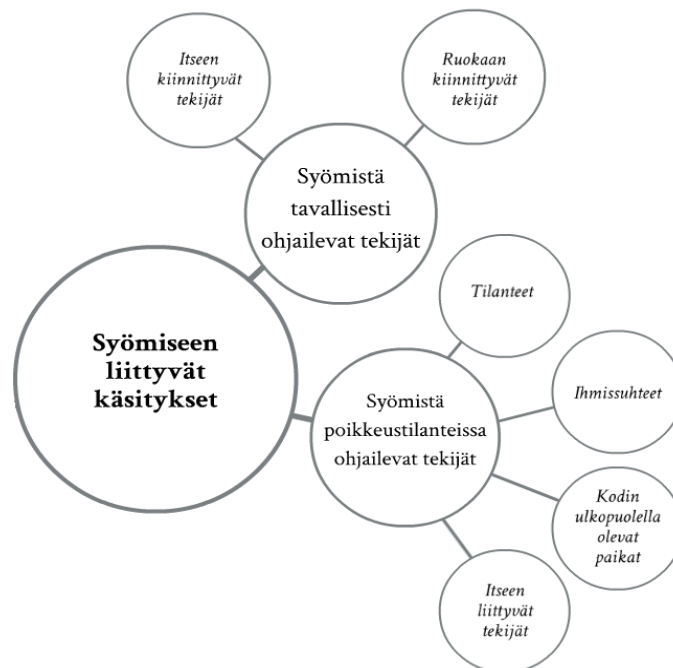 Itseen
kiinnittyvät
tekijät
Ruokaan
kiinnittyvät
tekijät
Syömistä
tavallisesti
ohjailevat tekijät
Syömiseen
liittyvät
käsitykset
Tilanteet
Ihmissuhteet
Syömistä
poikkeustilanteissa
ohjailevat tekijät
Kodin
ulkopuolella
olevat
paikat
Itseen
liittyvät
tekijät